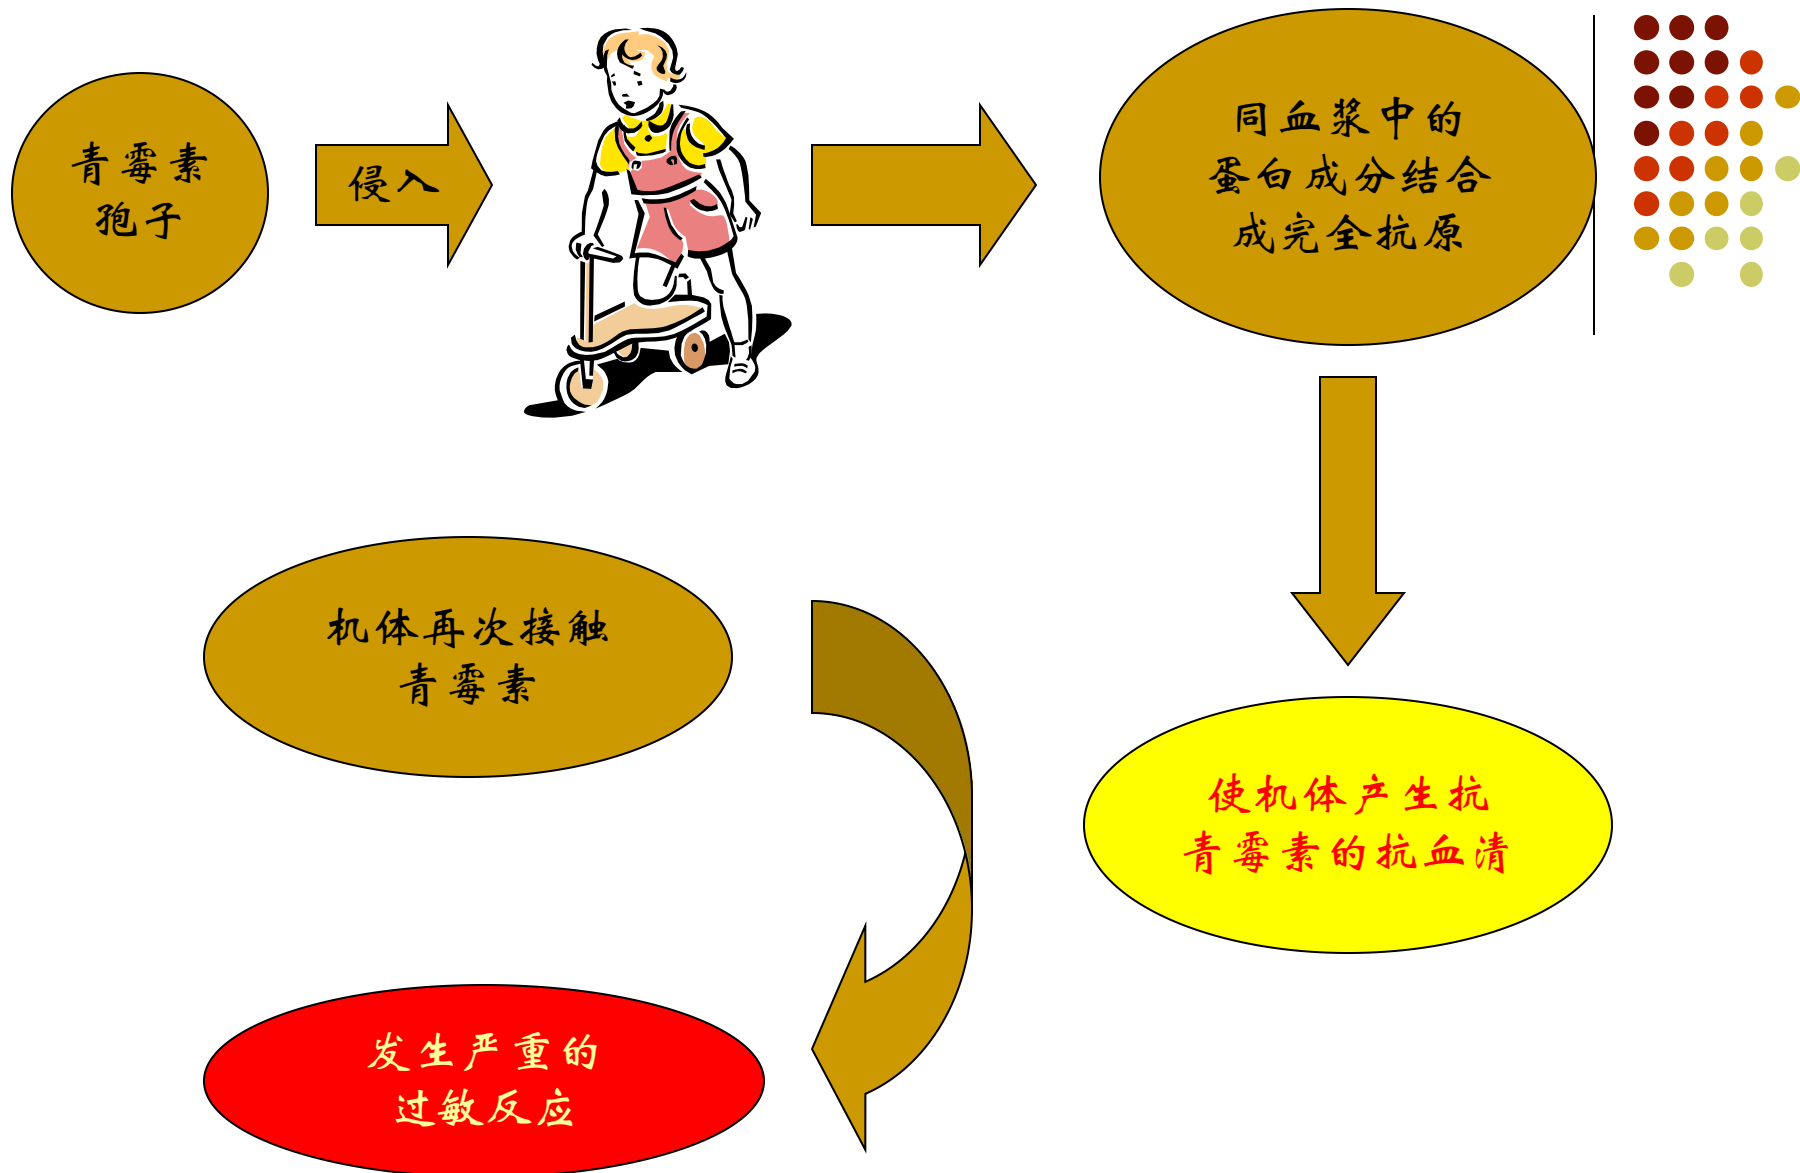 青霉素
孢子
侵入
同血浆中的
蛋白成分结合
成完全抗原
机体再次接触
青霉素
使机体产生抗
青霉素的抗血清
发生严重的
过敏反应